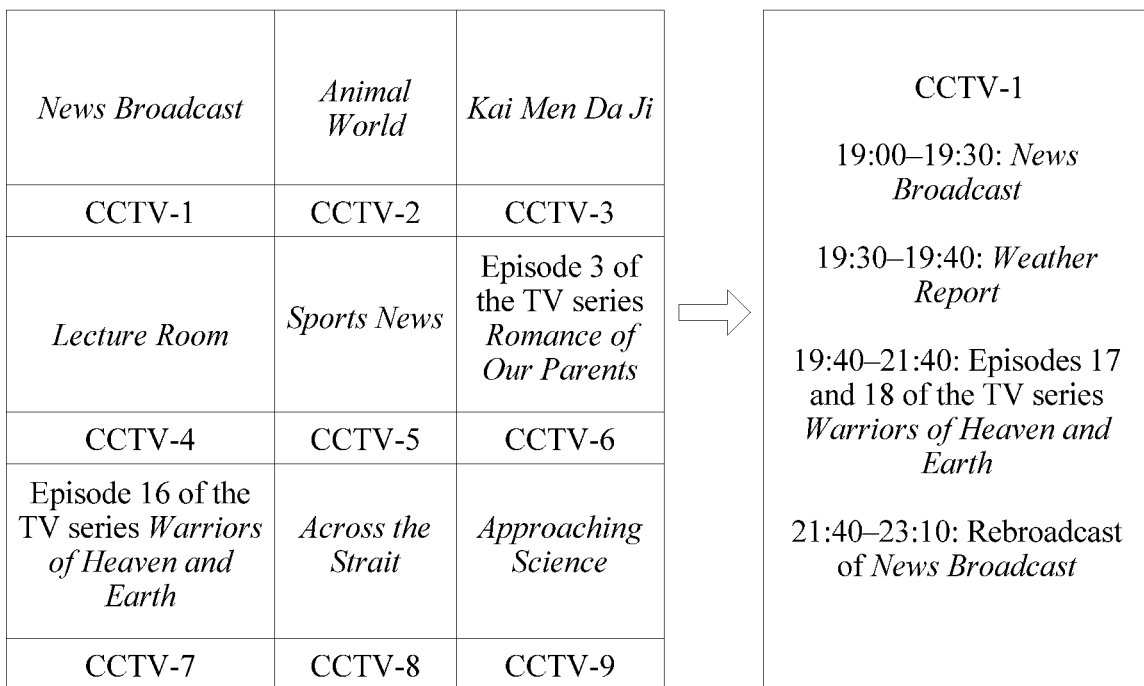 News Broadcast
Animal
World
Kai Men Da Ji
CCTV-1
CCTV-2
CCTV-3
Lecture Room
Sports News
Episode 3 of
the TV series
Romance of
Our Parents
CCTV-4
CCTV-5
CCTV-6
Episode 16 of the
TV series Warriors
of Heaven and
Earth
Across the
Strait
Approaching
Science
CCTV-7
CCTV-8
CCTV-9
CCTV-1
19:00–19:30: News
Broadcast
19:30–19:40: Weather
Report
19:40–21:40: Episodes 17
and 18 of the TV series
Warriors of Heaven and
Earth
21:40–23:10: Rebroadcast
of News Broadcast